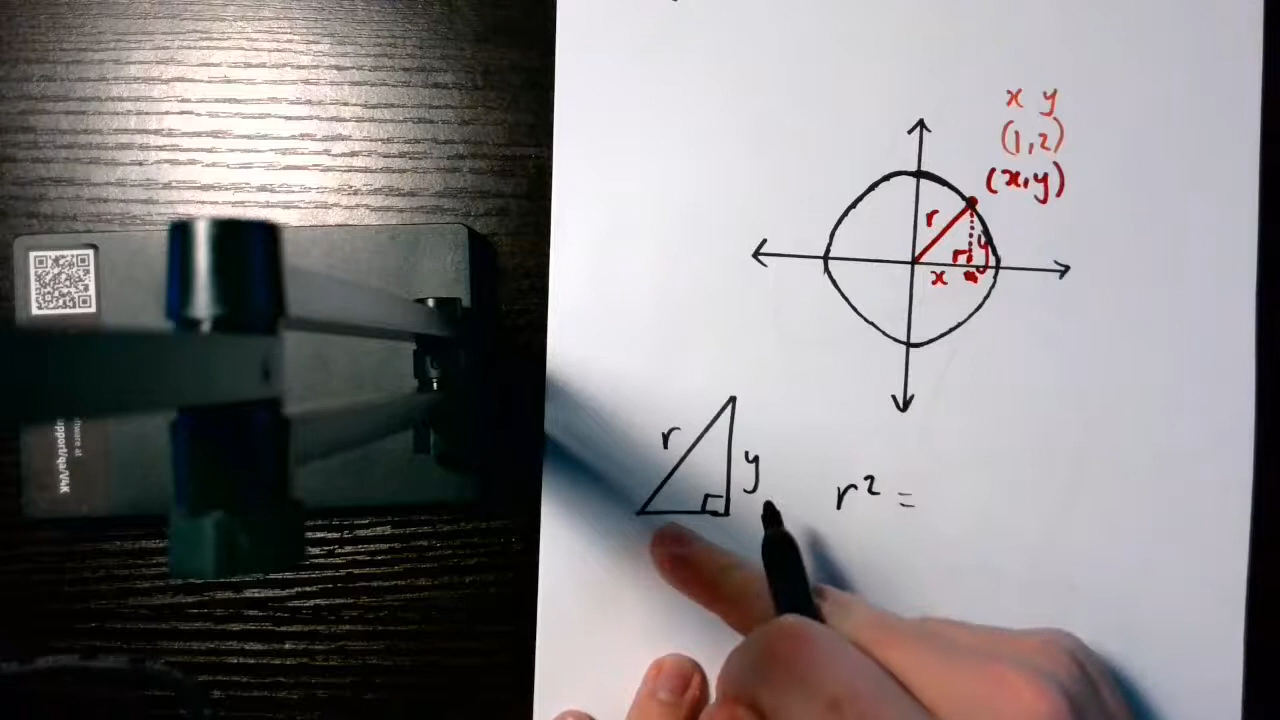 x y
(1,2)
(x,y)
r
y
x
r
y
r² =